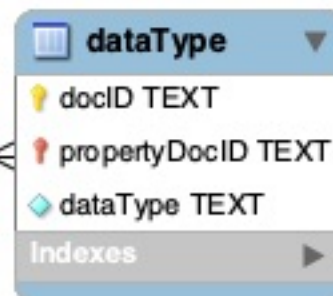 dataType
docID TEXT
propertyDocID TEXT
dataType TEXT
Indexes